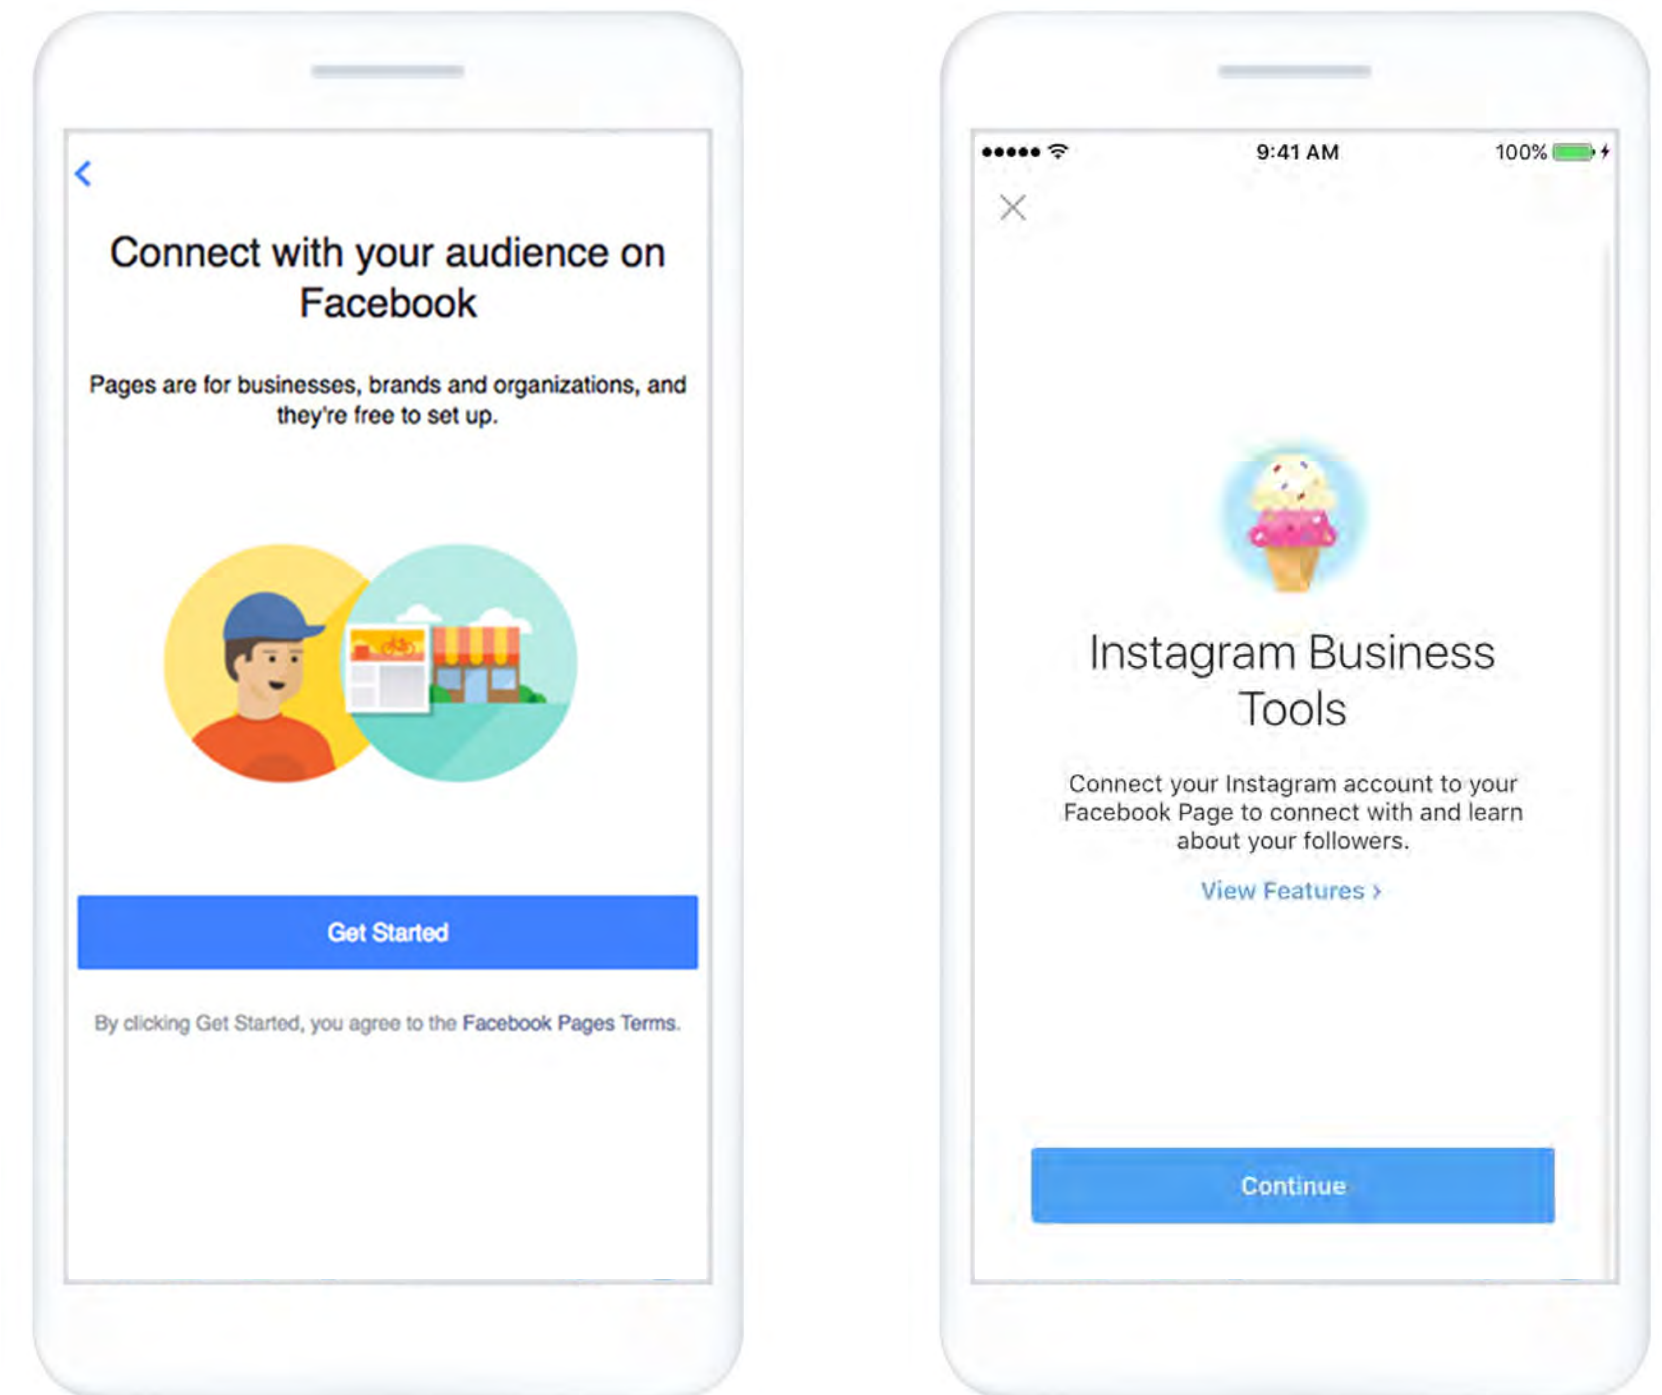 Connect with your audience on
Facebook
Pages are for businesses, brands and organizations, and
they're free to set up.
Get Started
By clicking Get Started, you agree to the Facebook Pages Terms.
9:41 AM
100%
Instagram Business
Tools
Connect your Instagram account to your
Facebook Page to connect with and learn
about your followers.
View Features >
Continue